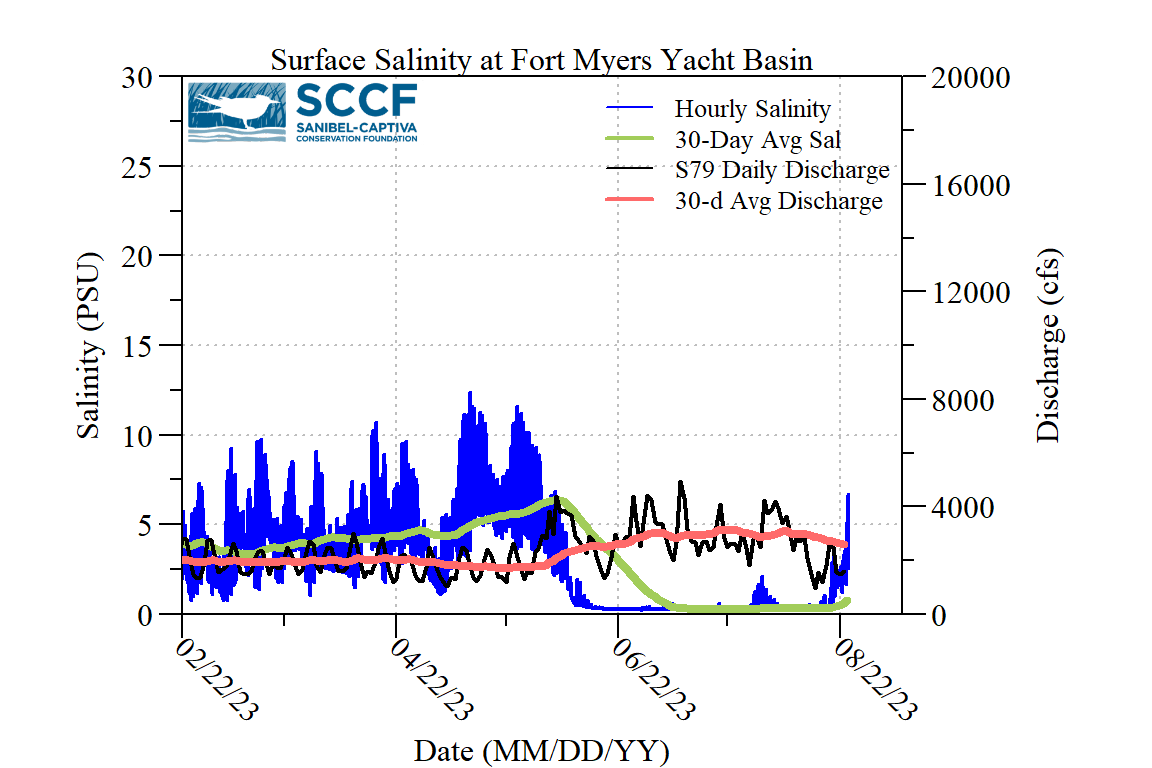 Surface Salinity at Fort Myers Yacht Basin
SCCF
SANIBEL-CAPTIVA
CONSERVATION FOUNDATION
Hourly Salinity
30-Day Avg Sal
S79 Daily Discharge
30-d Avg Discharge
Salinity (PSU)
30
25
20
15
10
5
0
20000
16000
12000
8000
4000
0
Discharge (cfs)
02/22/23
04/22/23
06/22/23
08/22/23
Date (MM/DD/YY)